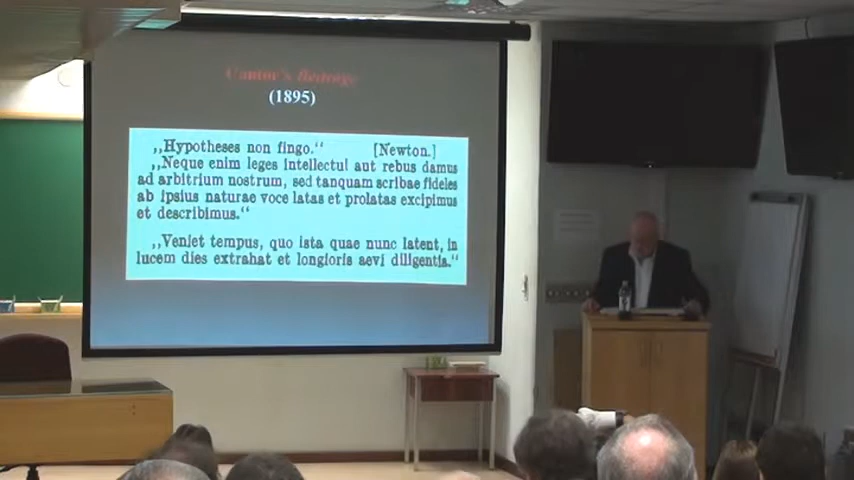 Cantor's Beiträge
(1895)
„Hypotheses non fingo.“ [Newton.]
„Neque enim leges intellectui aut rebus damus
ad arbitrium nostrum, sed tanquam scribae fideles
ab ipsius naturae voce latas et prolatas excipimus
et describimus.“
„Veniet tempus, quo ista quae nunc latent, in
lucem dies extrahat et longioris aevi diligentia.“